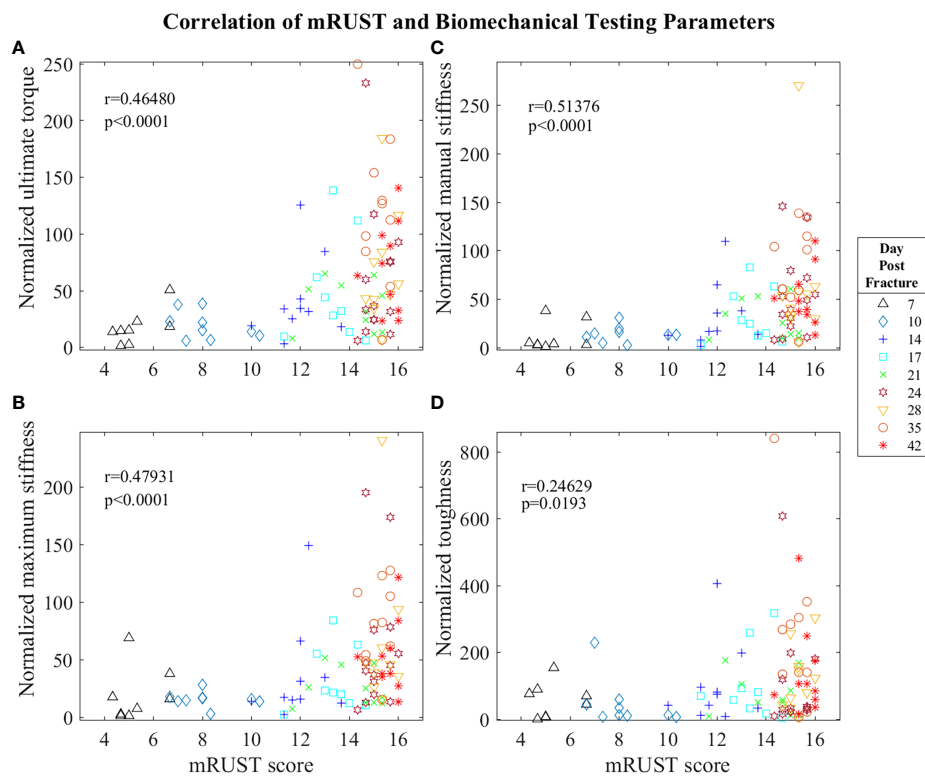 Correlation of mRUST and Biomechanical Testing Parameters
A
Normalized ultimate torque
r=0.46480
p<0.0001
250
200
150
100
50
0
4 6 8 10 12 14 16
C
Normalized manual stiffness
r=0.51376
p<0.0001
250
200
150
100
50
0
4 6 8 10 12 14 16
B
Normalized maximum stiffness
r=0.47931
p<0.0001
200
150
100
50
0
4 6 8 10 12 14 16
mRUST score
D
Normalized toughness
r=0.24629
p=0.0193
800
600
400
200
0
4 6 8 10 12 14 16
mRUST score
Day
Post
Fracture
7
10
14
17
21
24
28
35
42